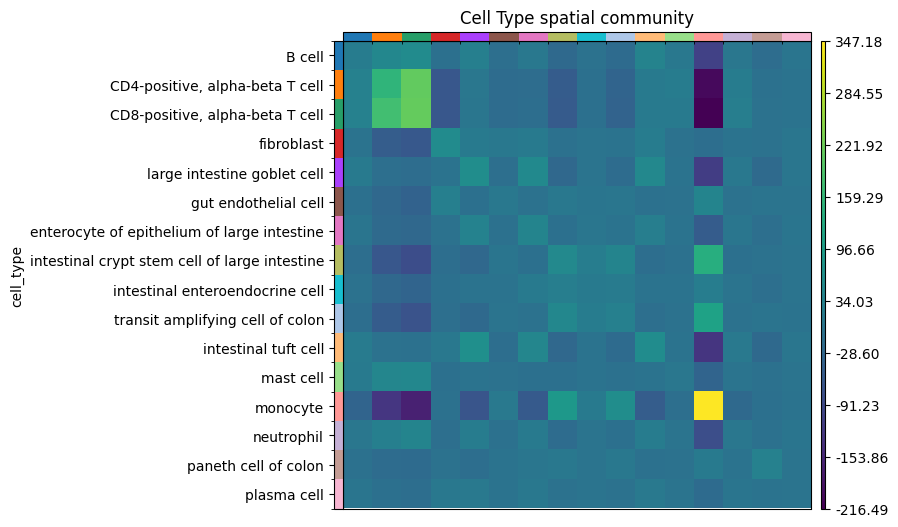 Cell Type spatial community
cell_type
B cell
CD4-positive, alpha-beta T cell
CD8-positive, alpha-beta T cell
fibroblast
large intestine goblet cell
gut endothelial cell
enterocyte of epithelium of large intestine
intestinal crypt stem cell of large intestine
intestinal enteroendocrine cell
transit amplifying cell of colon
intestinal tuft cell
mast cell
monocyte
neutrophil
paneth cell of colon
plasma cell
347.18
284.55
221.92
159.29
96.66
34.03
-28.60
-91.23
-153.86
-216.49